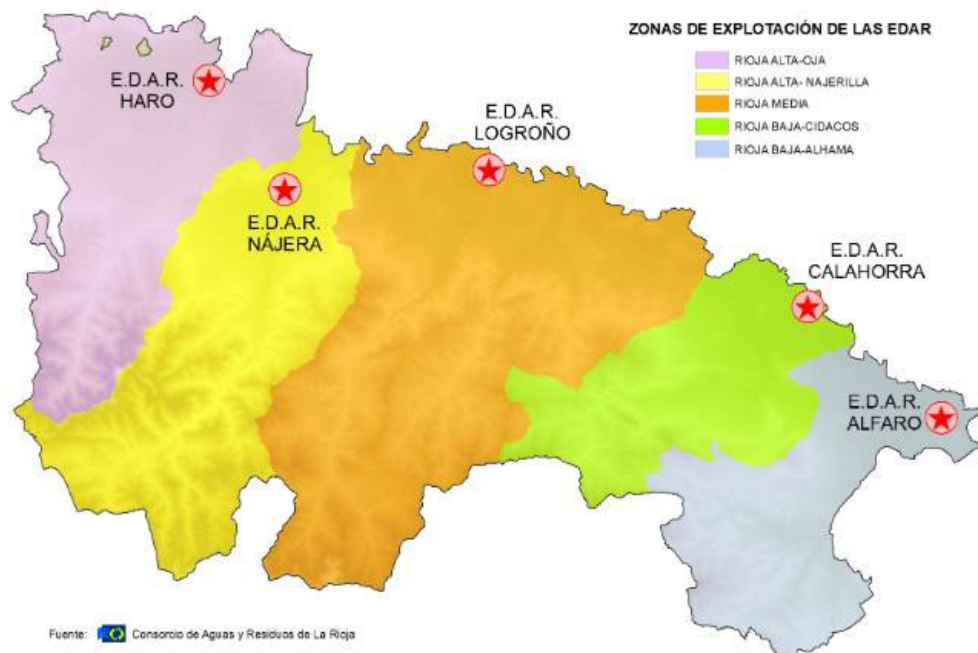 ZONAS DE EXPLOTACIÓN DE LAS EDAR
RIOJA ALTA-OJA
RIOJA ALTA- NAJERILLA
RIOJA MEDIA
RIOJA BAJA-CIDACOS
RIOJA BAJA-ALHAMA
E.D.A.R.
HARO
E.D.A.R.
LOGROÑO
E.D.A.R.
NÁJERA
E.D.A.R.
CALAHORRA
E.D.A.R.
ALFARO
Fuente: Consorcio de Aguas y Residuos de La Rioja